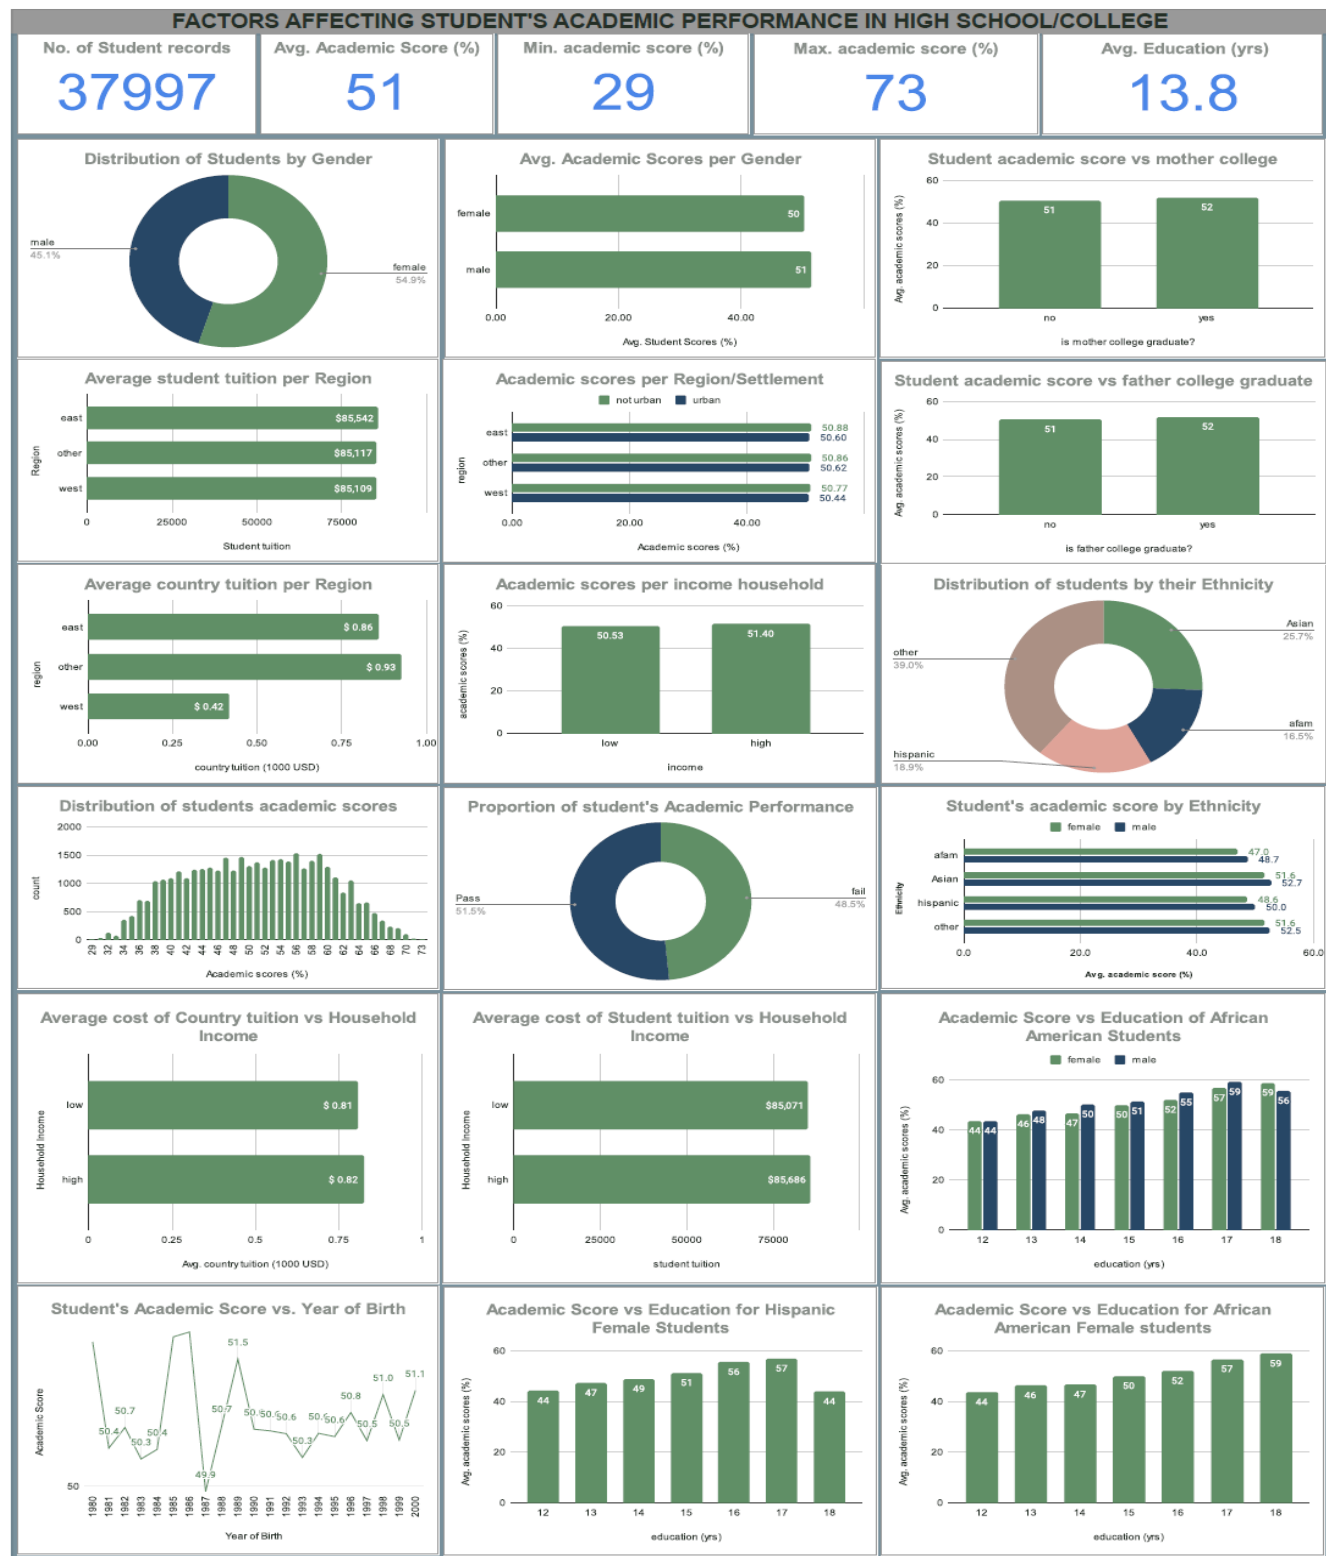 FACTORS AFFECTING STUDENT'S ACADEMIC PERFORMANCE IN HIGH SCHOOL/COLLEGE
No. of Student records
37997
Avg. Academic Score (%)
51
Min. academic score (%)
29
Max. academic score (%)
73
Avg. Education (yrs)
13.8
Distribution of Students by Gender
male
45.1%
female
54.9%
Avg. Academic Scores per Gender
female
50
male
51
0.00 20.00 40.00
Avg. Student Scores (%)
Student academic score vs mother college
Avg. academic scores (%)
60
40
20
0
51
52
no yes
is mother college graduate?
Average student tuition per Region
Region
east
$85,542
other
$85,117
west
$85,109
0 25000 50000 75000
Student tuition
Academic scores per Region/Settlement
not urban urban
region
east
50.88
50.60
other
50.86
50.62
west
50.77
50.44
0.00 20.00 40.00
Academic scores (%)
Student academic score vs father college graduate
Avg. academic scores (%)
60
40
20
0
51
52
no yes
is father college graduate?
Average country tuition per Region
region
east
$ 0.86
other
$ 0.93
west
$ 0.42
0.00 0.25 0.50 0.75 1.00
country tuition (1000 USD)
Academic scores per income household
academic scores (%)
60
40
20
0
50.53
51.40
low high
income
Distribution of students by their Ethnicity
Asian
25.7%
other
39.0%
afam
16.5%
hispanic
18.9%
Distribution of students academic scores
count
2000
1500
1000
500
0
29 32 34 36 38 40 42 44 46 48 50 52 54 56 58 60 62 64 66 68 70 73
Academic scores (%)
Proportion of student's Academic Performance
Pass
51.5%
fail
48.5%
Student's academic score by Ethnicity
female male
Ethnicity
afam
47.0
48.7
Asian
51.6
52.7
hispanic
48.6
50.0
other
51.6
52.5
0.0 20.0 40.0 60.0
Avg. academic score (%)
Average cost of Country tuition vs Household
Income
Household Income
low
$ 0.81
high
$ 0.82
0 0.25 0.5 0.75 1
Avg. country tuition (1000 USD)
Average cost of Student tuition vs Household
Income
Household Income
low
$85,071
high
$85,686
0 25000 50000 75000
student tuition
Academic Score vs Education of African
American Students
female male
Avg. academic scores (%)
60
40
20
0
44 44 46 48 47 50 50 51 52 55 57 59 59 56
12 13 14 15 16 17 18
education (yrs)
Student's Academic Score vs. Year of Birth
Academic Score
50
50.4 50.7 50.3 50.4 49.9 50.7 51.5 50.6 50.3 50.6 50.8 50.5 51.0 50.5 51.1
1980 1981 1982 1983 1984 1985 1986 1987 1988 1989 1990 1991 1992 1993 1994 1995 1996 1997 1998 1999 2000
Year of Birth
Academic Score vs Education for Hispanic
Female Students
Avg. academic scores (%)
60
40
20
0
44 47 49 51 56 57 44
12 13 14 15 16 17 18
education (yrs)
Academic Score vs Education for African
American Female students
Avg. academic scores (%)
60
40
20
0
44 46 47 50 52 57 59
12 13 14 15 16 17 18
education (yrs)